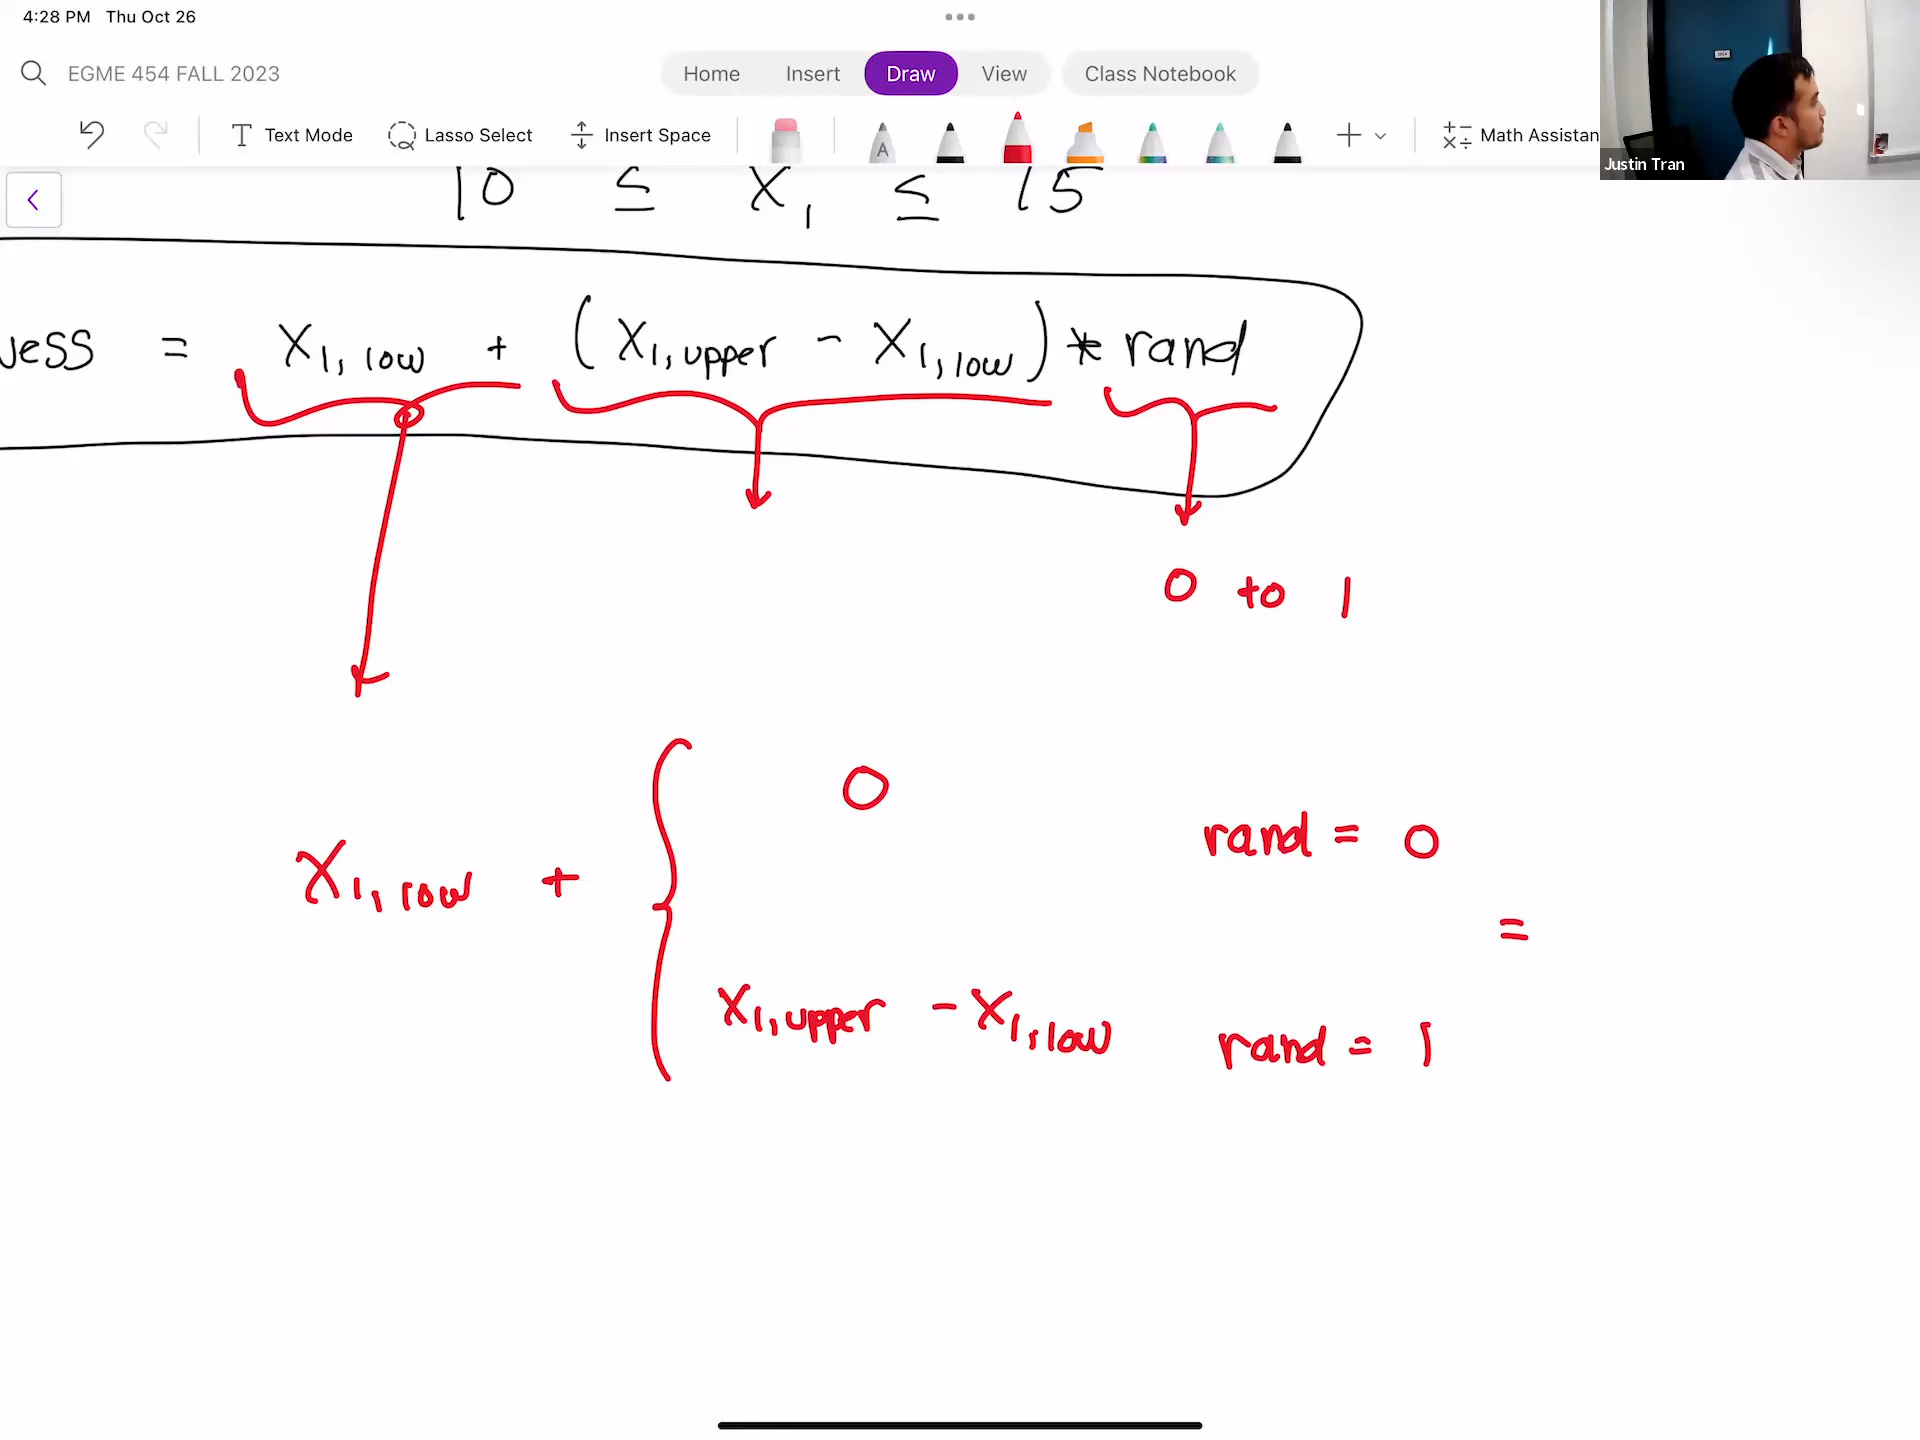 4:28 PM Thu Oct 26
EGME 454 FALL 2023
Home Insert Draw View Class Notebook
Text Mode Lasso Select Insert Space A Math Assistan
Justin Tran
10 ≤ X₁ ≤ 15
uess = X₁,low + (X₁,upper - X₁,low) * rand
0 to 1
0 rand = 0
X₁,low + { =
X₁,upper - X₁,low rand = 1